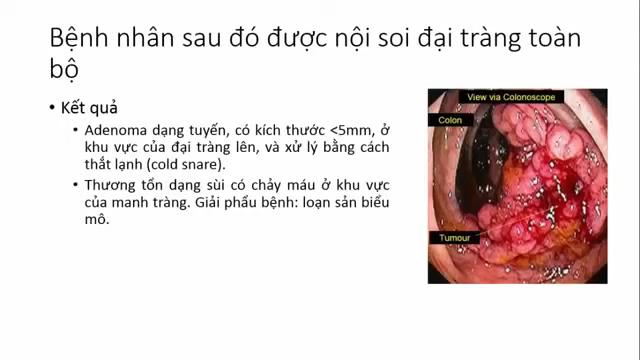 Bệnh nhân sau đó được nội soi đại tràng toàn
bộ
• Kết quả
• Adenoma dạng tuyến, có kích thước <5mm, ở
khu vực của đại tràng lên, và xử lý bằng cách
thắt lạnh (cold snare).
• Thương tổn dạng sùi có chảy máu ở khu vực
của manh tràng. Giải phẩu bệnh: loạn sản biểu
mô.
View via Colonoscope
Colon
Tumour